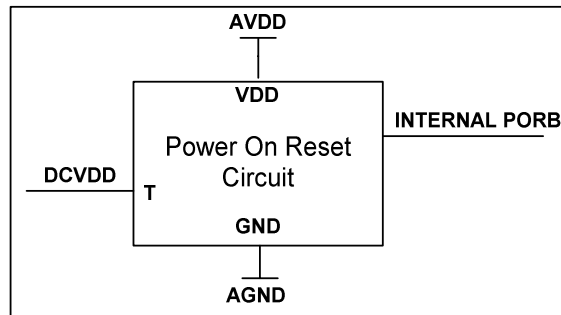 AVDD
VDD
INTERNAL PORB
Power On Reset
Circuit
DCVDD
T
GND
AGND